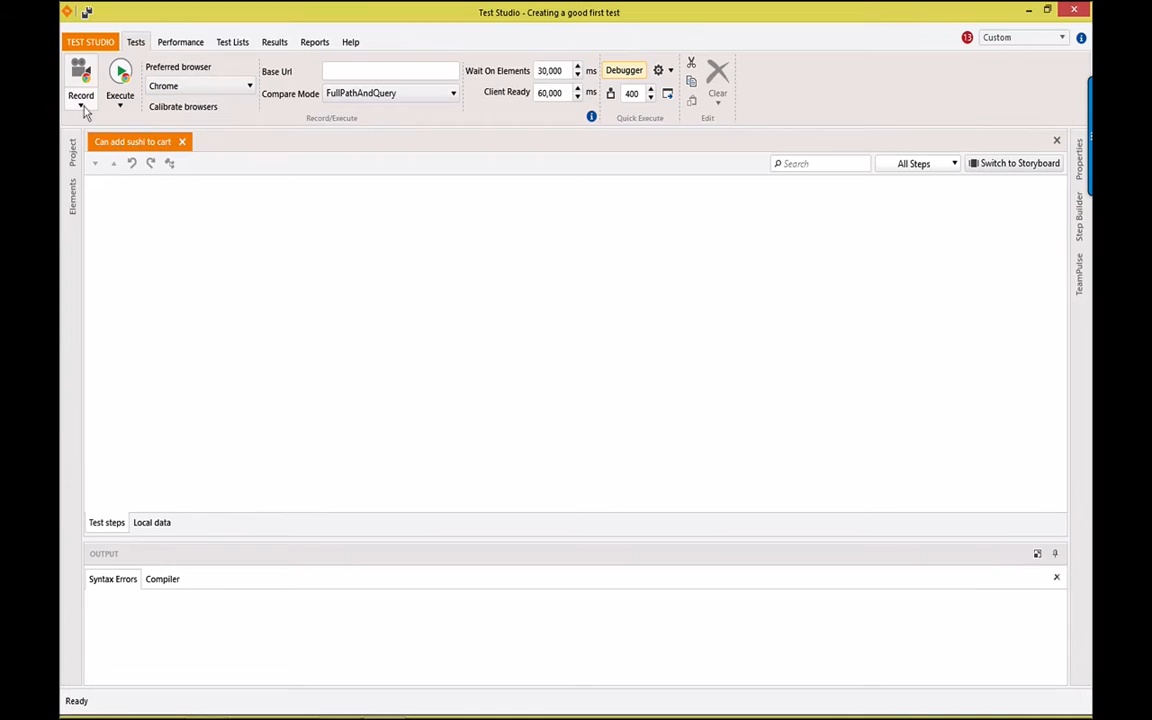 Test Studio - Creating a good first test
TEST STUDIO Tests Performance Test Lists Results Reports Help 13 Custom
Preferred browser
Base Url Wait On Elements 30,000 ms Debugger
Chrome
Record Execute Compare Mode FullPathAndQuery Client Ready 60,000 ms 400 Clear
Calibrate browsers
Record/Execute Quick Execute Edit
Can add sushi to cart
Search All Steps Switch to Storyboard
Project
Elements
Properties
Step Builder
TeamPulse
Test steps Local data
OUTPUT
Syntax Errors Compiler
Ready